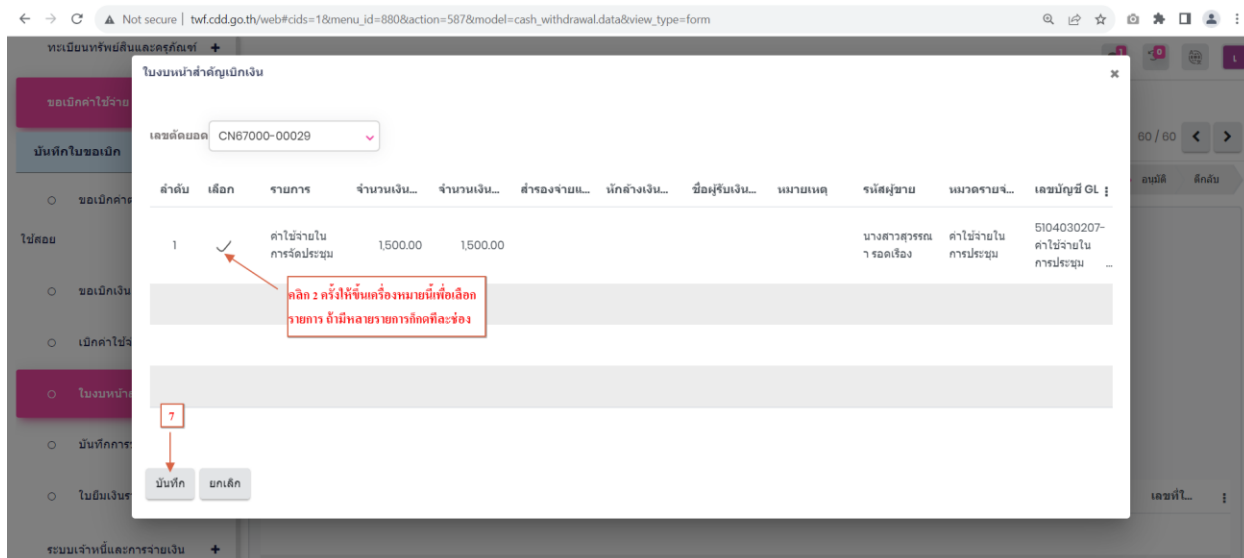 Not secure | twf.cdd.go.th/web#cids=1&menu_id=880&action=587&model=cash_withdrawal.data&view_type=form
ทะเบียนทรัพย์สินและครุภัณฑ์ +
1
0
เ
ใบงบหน้าสำคัญเบิกเงิน ×
ขอเบิกค่าใช้จ่าย
เลขตัดยอด CN67000-00029
60 / 60
บันทึกใบขอเบิก
อนุมัติ ตีกลับ
ลำดับ เลือก รายการ จำนวนเงิน... จำนวนเงิน... สำรองจ่ายแ... หักล้างเงิน... ชื่อผู้รับเงิน... หมายเหตุ รหัสผู้ขาย หมวดรายจ่... เลขบัญชี GL
ขอเบิกค่า
ใช้สอย
1 ค่าใช้จ่ายใน 1,500.00 1,500.00 นางสาวสุวรรณ ค่าใช้จ่ายใน 5104030207-
การจัดประชุม า รอดเรือง การประชุม ค่าใช้จ่ายใน
การประชุม ...
คลิก 2 ครั้งให้ขึ้นเครื่องหมายนี้เพื่อเลือก
รายการ ถ้ามีหลายรายการก็กดทีละช่อง
ขอเบิกเงิน
เบิกค่าใช้จ
ใบงบหน้า
7
บันทึกการ
บันทึก ยกเลิก
ใบยืมเงินร
เลขที่ใ...
ระบบเจ้าหนี้และการจ่ายเงิน +